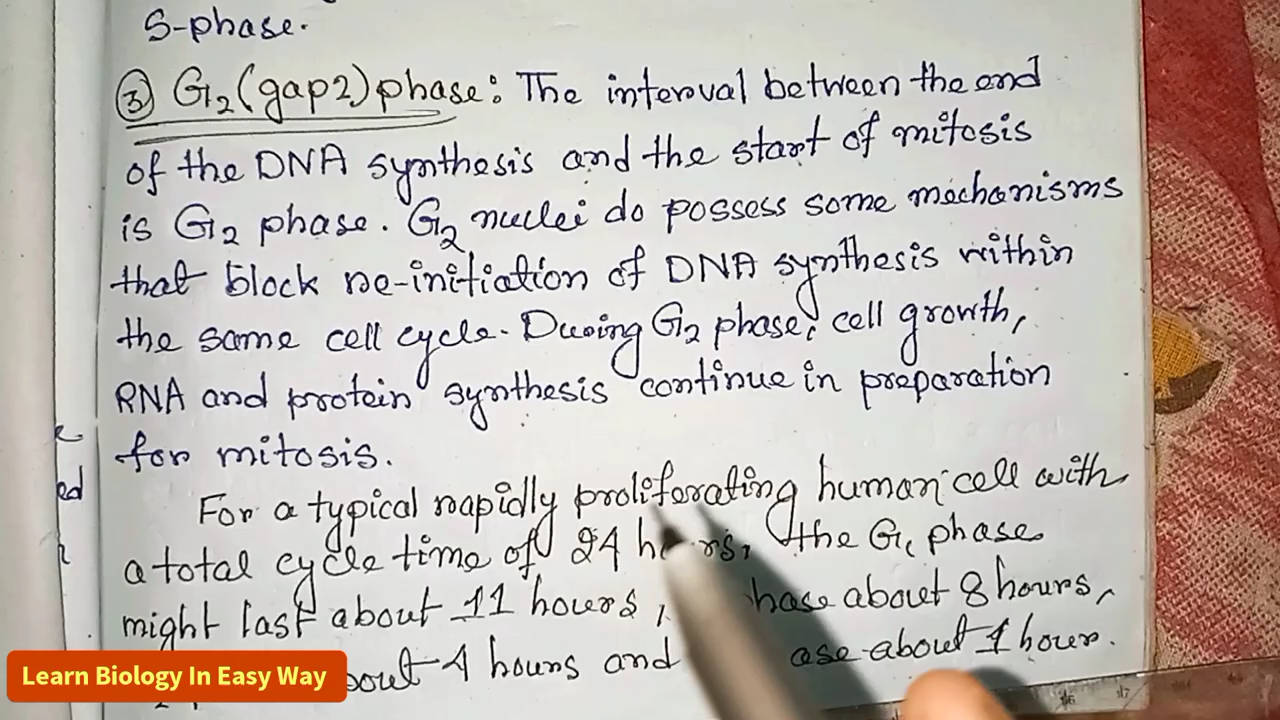 S-phase.
③ G₂(gap2) phase: The interval between the end
of the DNA synthesis and the start of mitosis
is G₂ phase. G₂ nuclei do possess some mechanisms
that block re-initiation of DNA synthesis within
the same cell cycle. During G₂ phase, cell growth,
RNA and protein synthesis continue in preparation
for mitosis.
For a typical rapidly proliferating human cell with
a total cycle time of 24 hours, the G₁ phase
might last about 11 hours, phase about 8 hours,
about 4 hours and about 1 hour.
ed
Learn Biology In Easy Way